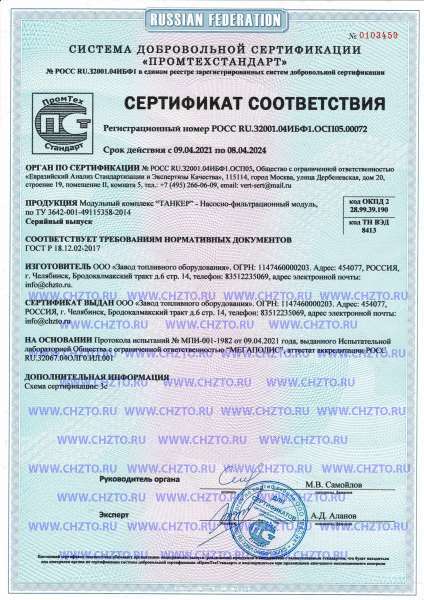 RUSSIAN FEDERATION
№ 0103459
СИСТЕМА ДОБРОВОЛЬНОЙ СЕРТИФИКАЦИИ
«ПРОМТЕХСТАНДАРТ»
№ РОСС RU.32001.04ИБФ1 в едином реестре зарегистрированных систем добровольной сертификации
ПромТех
ПСТ
Стандарт
СЕРТИФИКАТ СООТВЕТСТВИЯ
Регистрационный номер РОСС RU.32001.04ИБФ1.ОСП05.00072
Срок действия с 09.04.2021 по 08.04.2024
ОРГАН ПО СЕРТИФИКАЦИИ № РОСС RU.32001.04ИБФ1.ОСП05, Общество с ограниченной ответственностью
«Евразийский Анализ Стандартизации и Экспертизы Качества», 115114, город Москва, улица Дербеневская, дом 20,
строение 19, помещение II, комната 5, тел.: +7 (495) 266-06-09, email: vert-sert@mail.ru
ПРОДУКЦИЯ Модульный комплекс "ТАНКЕР" - Насосно-фильтрационный модуль,
по ТУ 3642-001-49115358-2014
Серийный выпуск
код ОКПД 2
28.99.39.190
код ТН ВЭД
8413
СООТВЕТСТВУЕТ ТРЕБОВАНИЯМ НОРМАТИВНЫХ ДОКУМЕНТОВ
ГОСТ Р 18.12.02-2017
ИЗГОТОВИТЕЛЬ ООО «Завод топливного оборудования». ОГРН: 1147460000203. Адрес: 454077, РОССИЯ,
г. Челябинск, Бродокалмакский тракт д.6 стр. 14, телефон: 83512235069, адрес электронной почты:
info@chzto.ru
СЕРТИФИКАТ ВЫДАН ООО «Завод топливного оборудования». ОГРН: 1147460000203. Адрес: 454077,
РОССИЯ, г. Челябинск, Бродокалмакский тракт д.6 стр. 14, телефон: 83512235069, адрес электронной почты:
info@chzto.ru
НА ОСНОВАНИИ Протокола испытаний № МПН-001-1982 от 09.04.2021 года, выданного Испытательной
лабораторией Общества с ограниченной ответственностью "МЕГАПОЛИС", аттестат аккредитации РОСС
RU.32067.04ОЛГ0.ИЛ.001
ДОПОЛНИТЕЛЬНАЯ ИНФОРМАЦИЯ
Схема сертификации: 3с
WWW.CHZTO.RU WWW.CHZTO.RU WWW.CHZTO.RU
Руководитель органа
М.В. Самойлов
Эксперт
А.Д. Аланов
ДЛЯ
СЕРТИФИКАТОВ